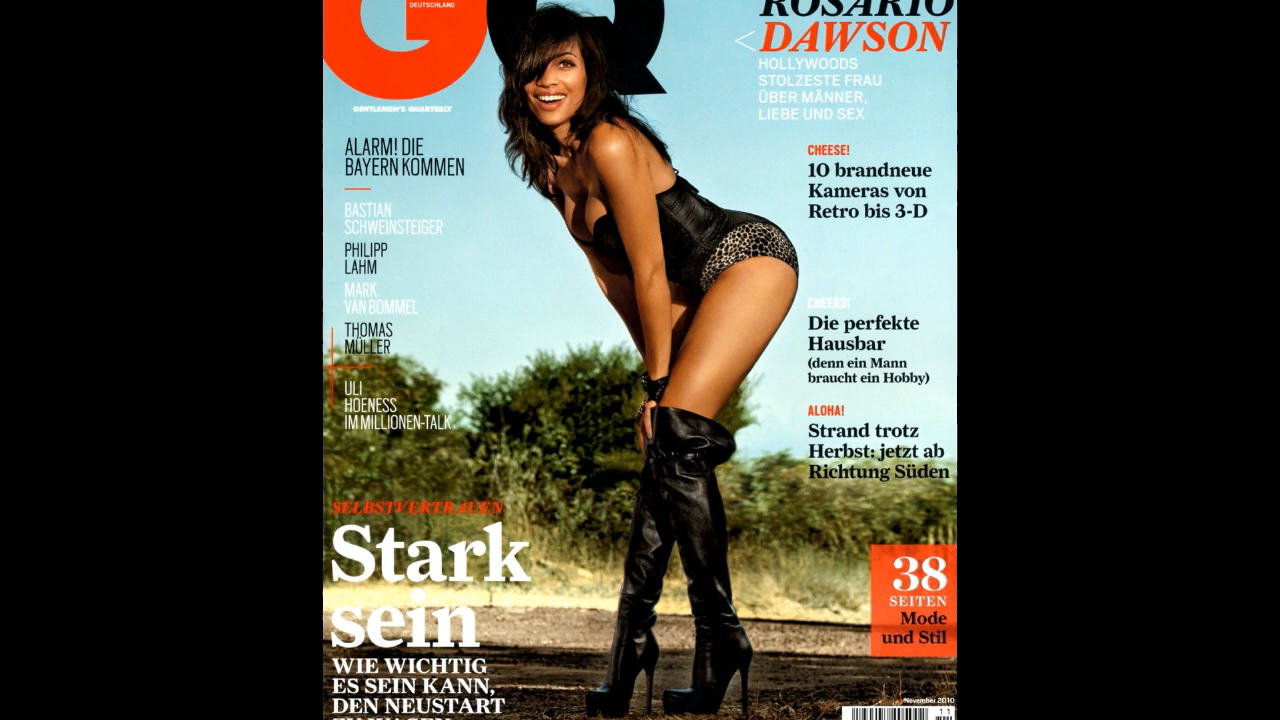 GQ
DEUTSCHLAND
GENTLEMEN'S QUARTERLY
ROSARIO
<DAWSON
HOLLYWOODS
STOLZESTE FRAU
ÜBER MÄNNER,
LIEBE UND SEX
ALARM! DIE
BAYERN KOMMEN
BASTIAN
SCHWEINSTEIGER
PHILIPP
LAHM
MARK
VAN BOMMEL
THOMAS
MÜLLER
ULI
HOENESS
IM MILLIONEN-TALK
CHEESE!
10 brandneue
Kameras von
Retro bis 3-D
CHEERS!
Die perfekte
Hausbar
(denn ein Mann
braucht ein Hobby)
ALOHA!
Strand trotz
Herbst: jetzt ab
Richtung Süden
SELBSTVERTRAUEN
Stark
sein
WIE WICHTIG
ES SEIN KANN,
DEN NEUSTART
38
SEITEN
Mode
und Stil
November 2010
11